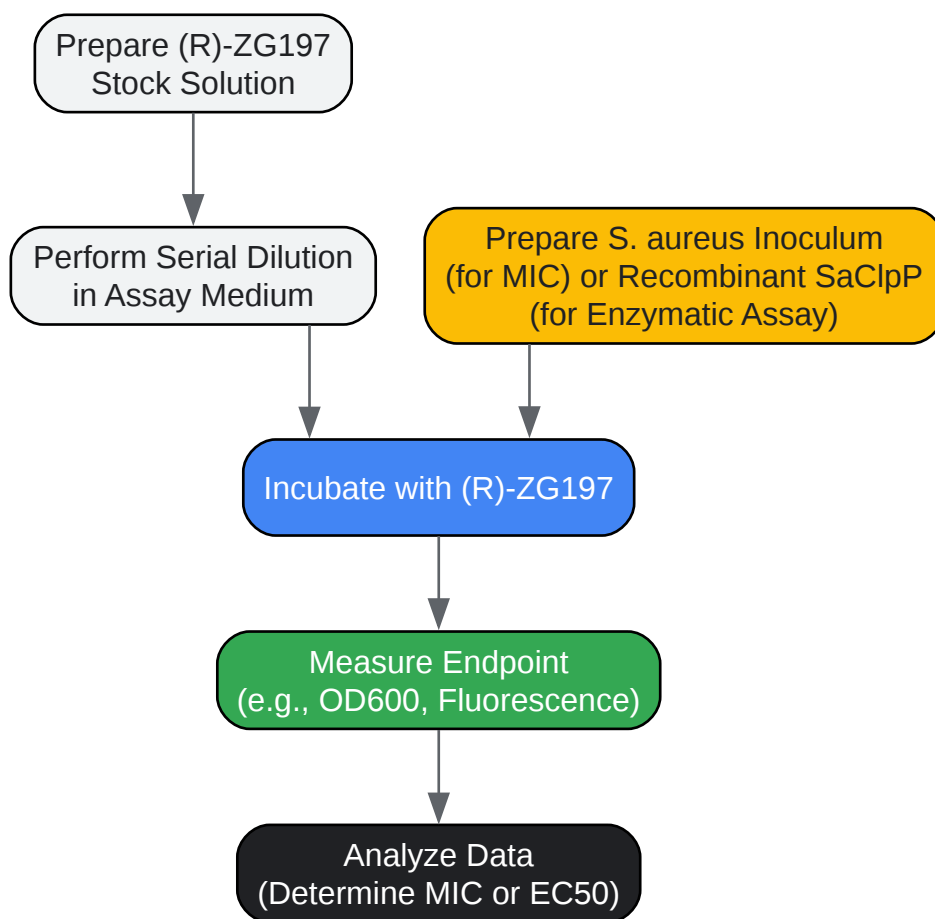 Prepare (R)-ZG197
Stock Solution
Perform Serial Dilution
in Assay Medium
Prepare S. aureus Inoculum
(for MIC) or Recombinant SaClpP
(for Enzymatic Assay)
Incubate with (R)-ZG197
Measure Endpoint
(e.g., OD600, Fluorescence)
Analyze Data
(Determine MIC or EC50)